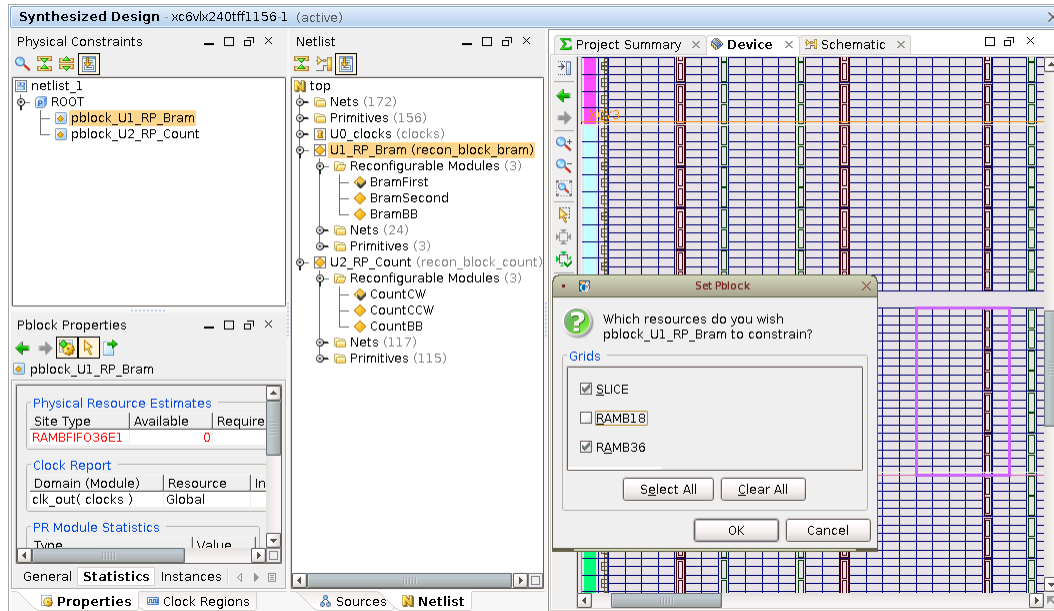 Synthesized Design - xc6vlx240tff1156-1 (active)
Physical Constraints
netlist_1
ROOT
pblock_U1_RP_Bram
pblock_U2_RP_Count
Pblock Properties
pblock_U1_RP_Bram
Physical Resource Estimates
Site Type Available Require
RAMBFIFO36E1 0
Clock Report
Domain (Module) Resource In
clk_out( clocks ) Global
PR Module Statistics
Type Value
General Statistics Instances
Properties Clock Regions
Netlist
top
Nets (172)
Primitives (156)
U0_clocks (clocks)
U1_RP_Bram (recon_block_bram)
Reconfigurable Modules (3)
BramFirst
BramSecond
BramBB
Nets (24)
Primitives (3)
U2_RP_Count (recon_block_count)
Reconfigurable Modules (3)
CountCW
CountCCW
CountBB
Nets (117)
Primitives (115)
Sources Netlist
Project Summary Device Schematic
Set Pblock
Which resources do you wish
pblock_U1_RP_Bram to constrain?
Grids
SLICE
RAMB18
RAMB36
Select All Clear All
OK Cancel